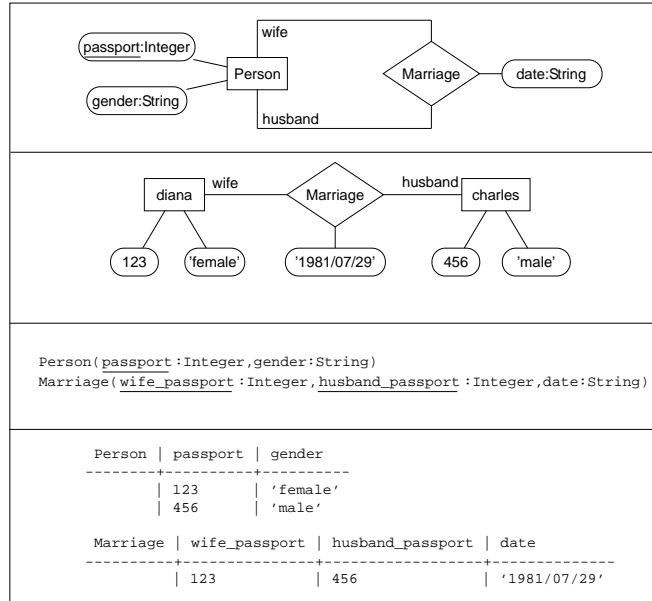 wife
passport:Integer
Person
Marriage
date:String
gender:String
husband
wife
husband
diana
Marriage
charles
123
'female'
'1981/07/29'
456
'male'
Person(passport:Integer,gender:String)
Marriage(wife_passport:Integer,husband_passport:Integer,date:String)
Person | passport | gender
---------+----------+----------
| 123 | 'female'
| 456 | 'male'
Marriage | wife_passport | husband_passport | date
----------+---------------+------------------+---------------
| 123 | 456 | '1981/07/29'